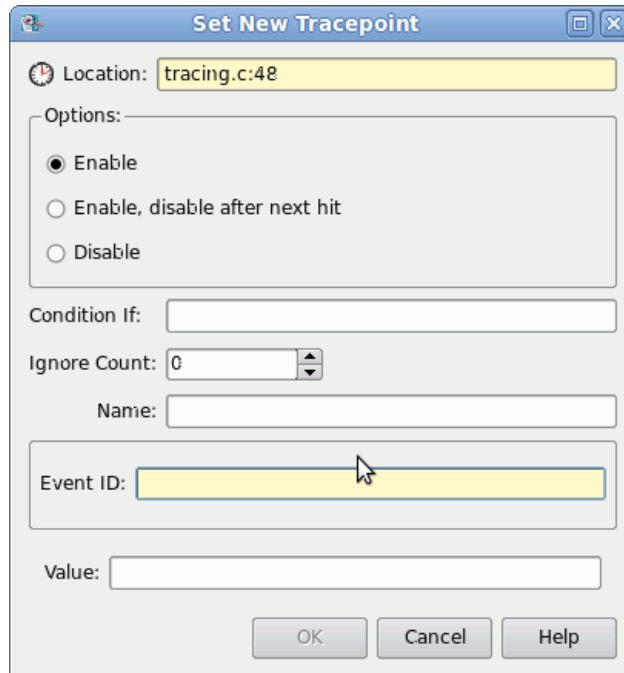 Set New Tracepoint
Location: tracing.c:48
Options:
Enable
Enable, disable after next hit
Disable
Condition If:
Ignore Count: 0
Name:
Event ID:
Value:
OK Cancel Help